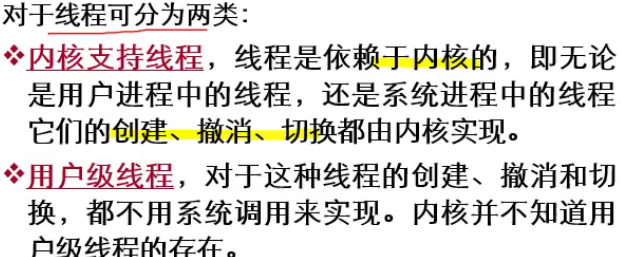 对于线程可分为两类：
❖内核支持线程，线程是依赖于内核的，即无论
是用户进程中的线程，还是系统进程中的线程
它们的创建、撤消、切换都由内核实现。
❖用户级线程，对于这种线程的创建、撤消和切
换，都不用系统调用来实现。内核并不知道用
户级线程的存在。